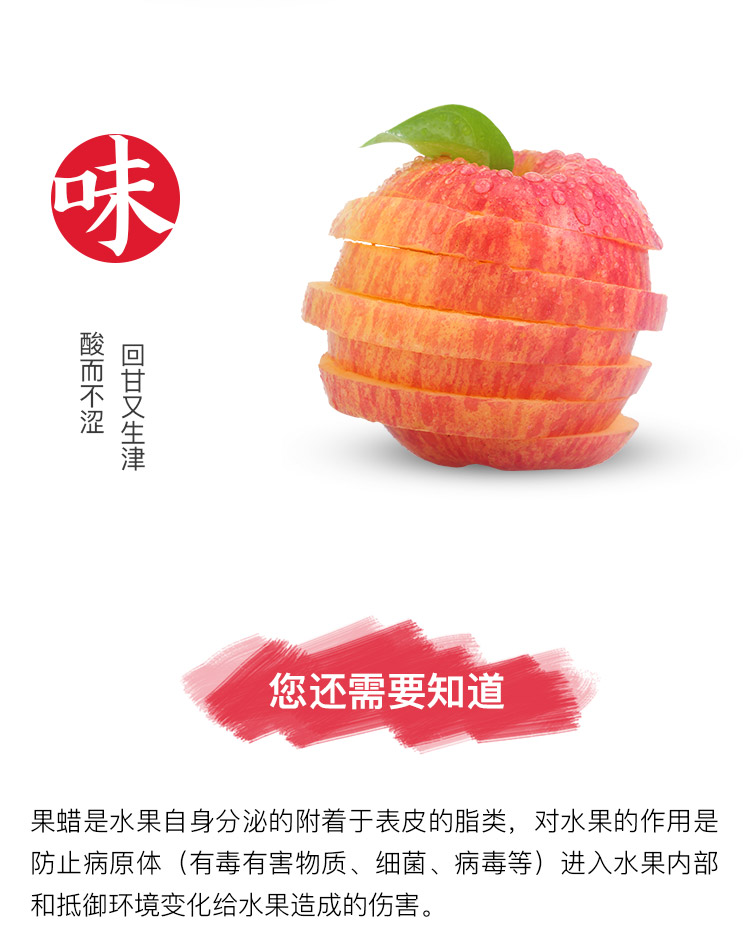 味
酸而不涩
回甘又生津
您还需要知道
果蜡是水果自身分泌的附着于表皮的脂类，对水果的作用是
防止病原体（有毒有害物质、细菌、病毒等）进入水果内部
和抵御环境变化给水果造成的伤害。